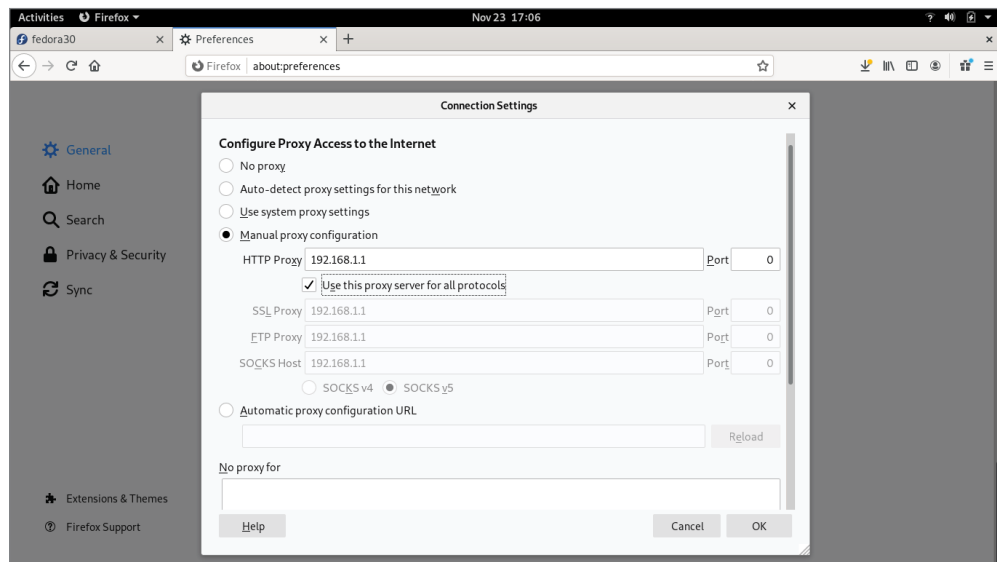 Activities Firefox Nov 23 17:06
fedora30 × Preferences × + ×
Firefox about:preferences
Connection Settings ×
Configure Proxy Access to the Internet
No proxy
Auto-detect proxy settings for this network
Use system proxy settings
Manual proxy configuration
HTTP Proxy 192.168.1.1 Port 0
Use this proxy server for all protocols
SSL Proxy 192.168.1.1 Port 0
FTP Proxy 192.168.1.1 Port 0
SOCKS Host 192.168.1.1 Port 0
SOCKS v4 SOCKS v5
Automatic proxy configuration URL
Reload
No proxy for
Help Cancel OK
General
Home
Search
Privacy & Security
Sync
Extensions & Themes
Firefox Support